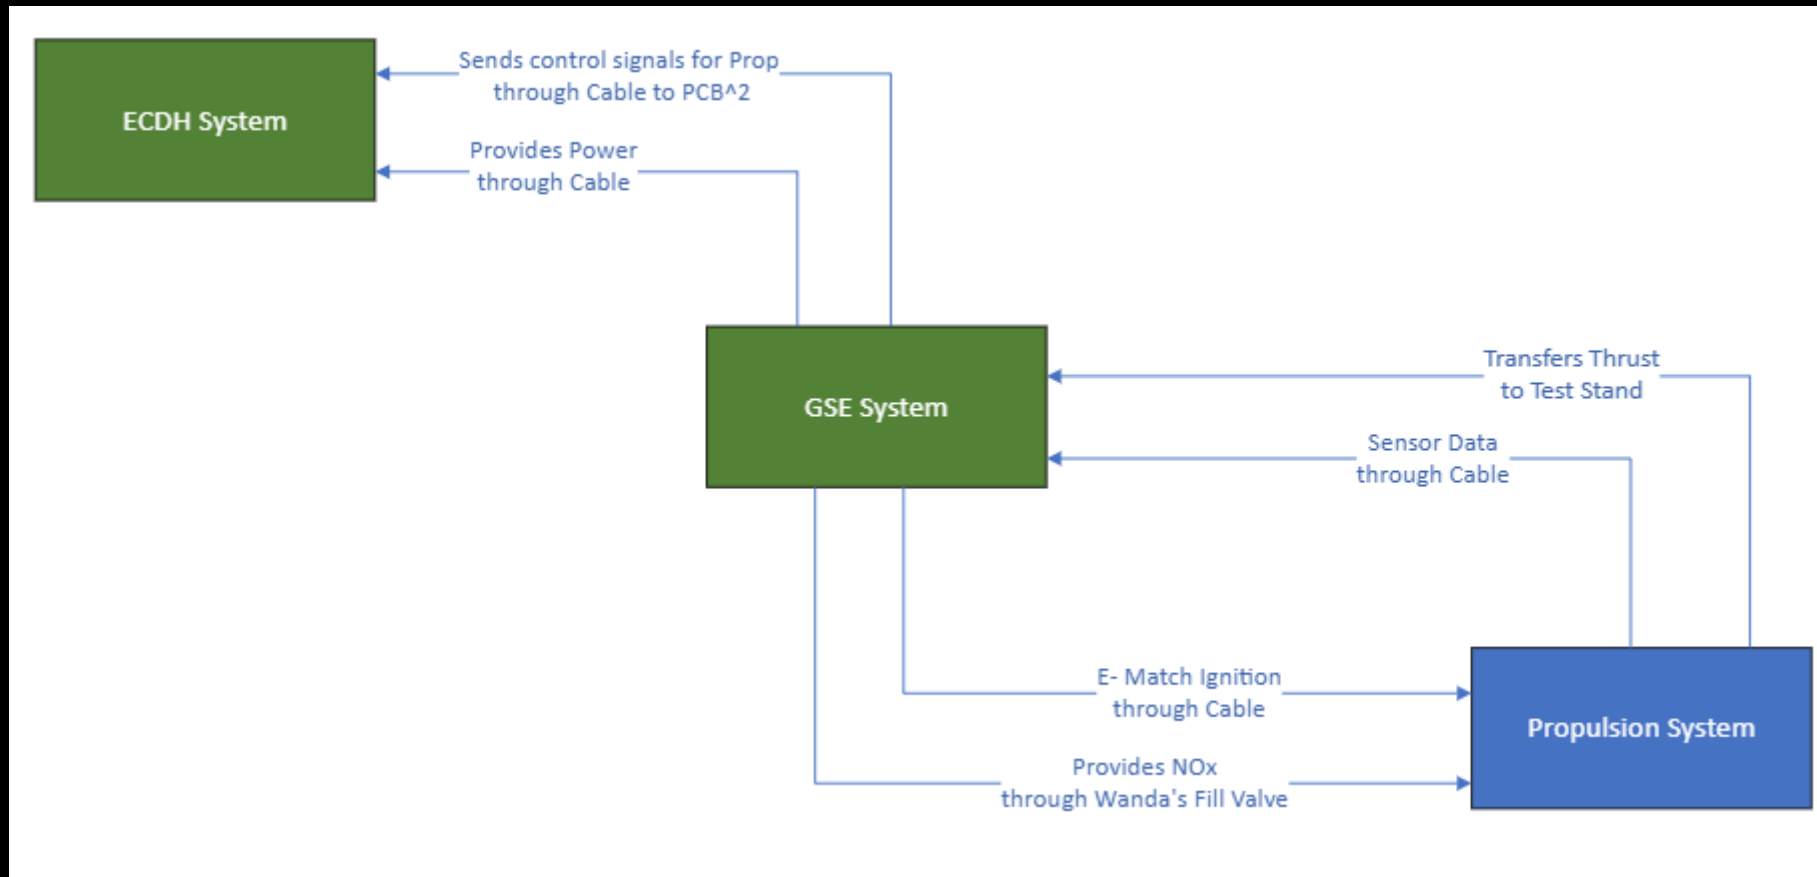 Sends control signals for Prop
through Cable to PCB^2
ECDH System
Provides Power
through Cable
Transfers Thrust
to Test Stand
GSE System
Sensor Data
through Cable
E- Match Ignition
through Cable
Propulsion System
Provides NOx
through Wanda's Fill Valve